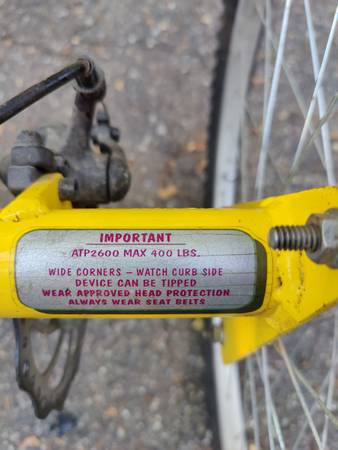 IMPORTANT
ATP2600 MAX 400 LBS.
WIDE CORNERS – WATCH CURB SIDE
DEVICE CAN BE TIPPED
WEAR APPROVED HEAD PROTECTION
ALWAYS WEAR SEAT BELTS